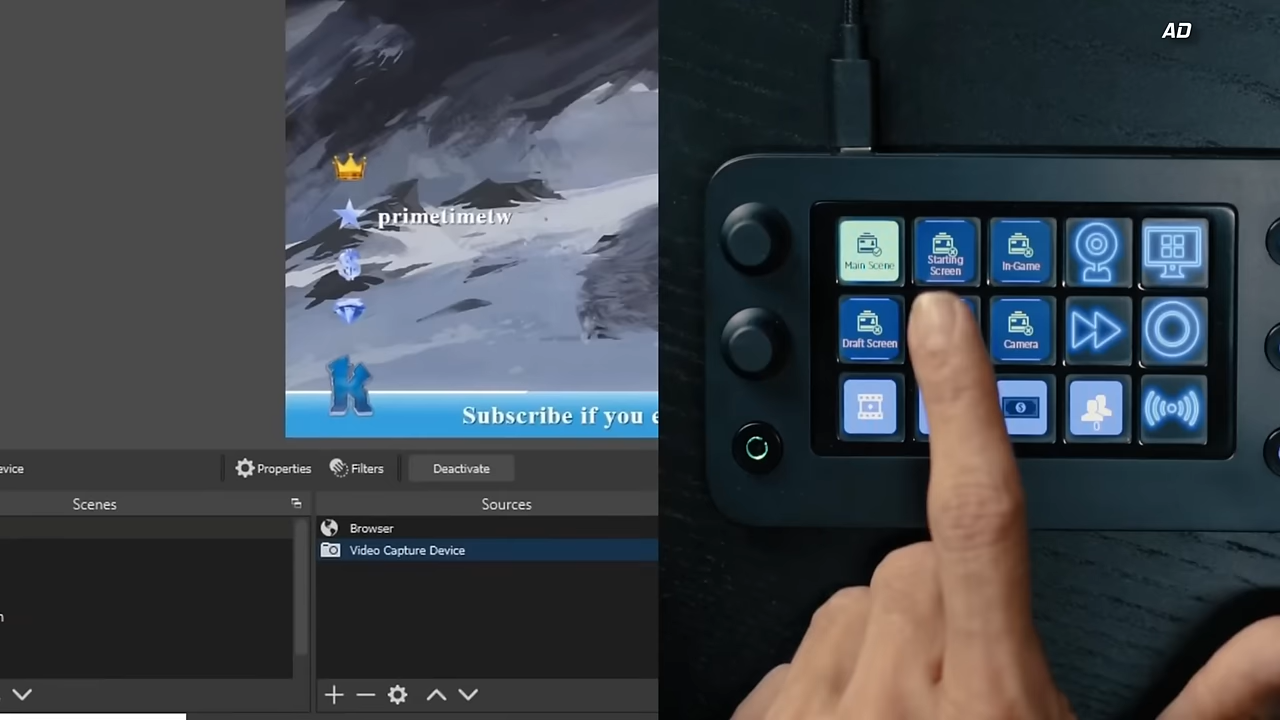 AD
primetimetw
Subscribe if you e
evice
Properties
Filters
Deactivate
Scenes
Sources
Browser
Video Capture Device
n
Main Scene
Starting
Screen
In-Game
Draft Screen
Camera
0